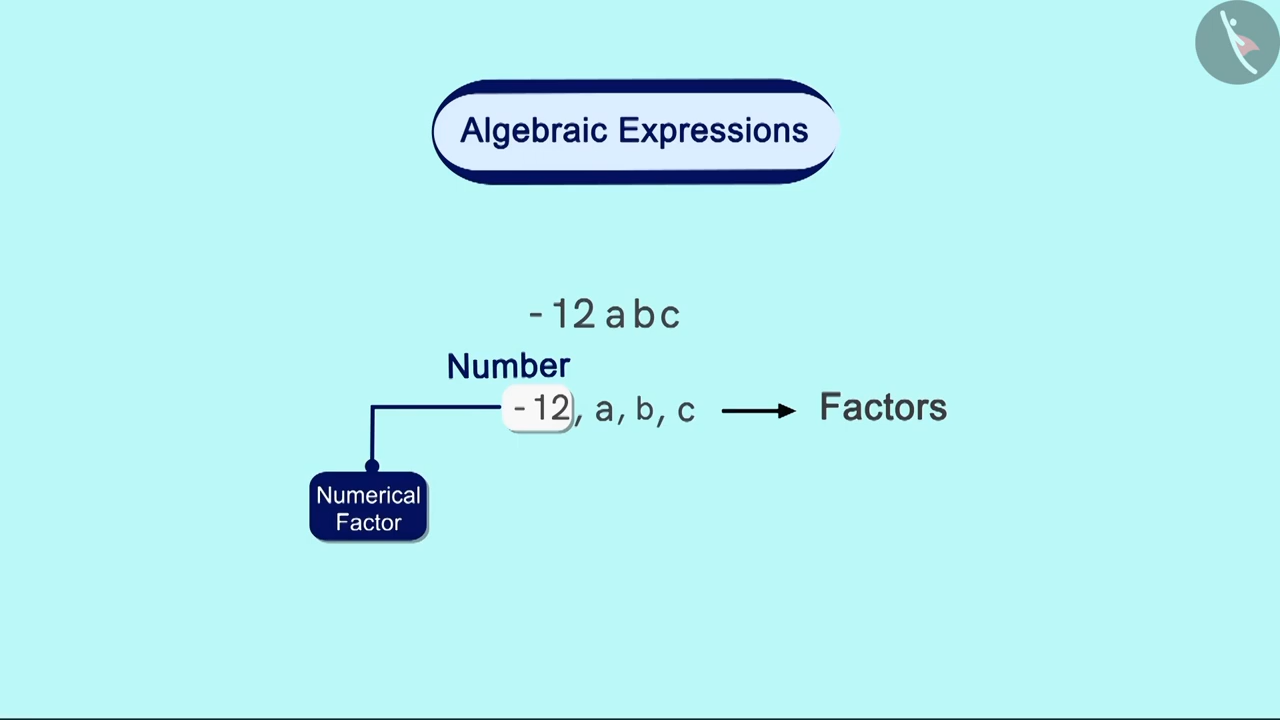 Algebraic Expressions
- 12 a b c
Number
- 12, a, b, c → Factors
Numerical
Factor